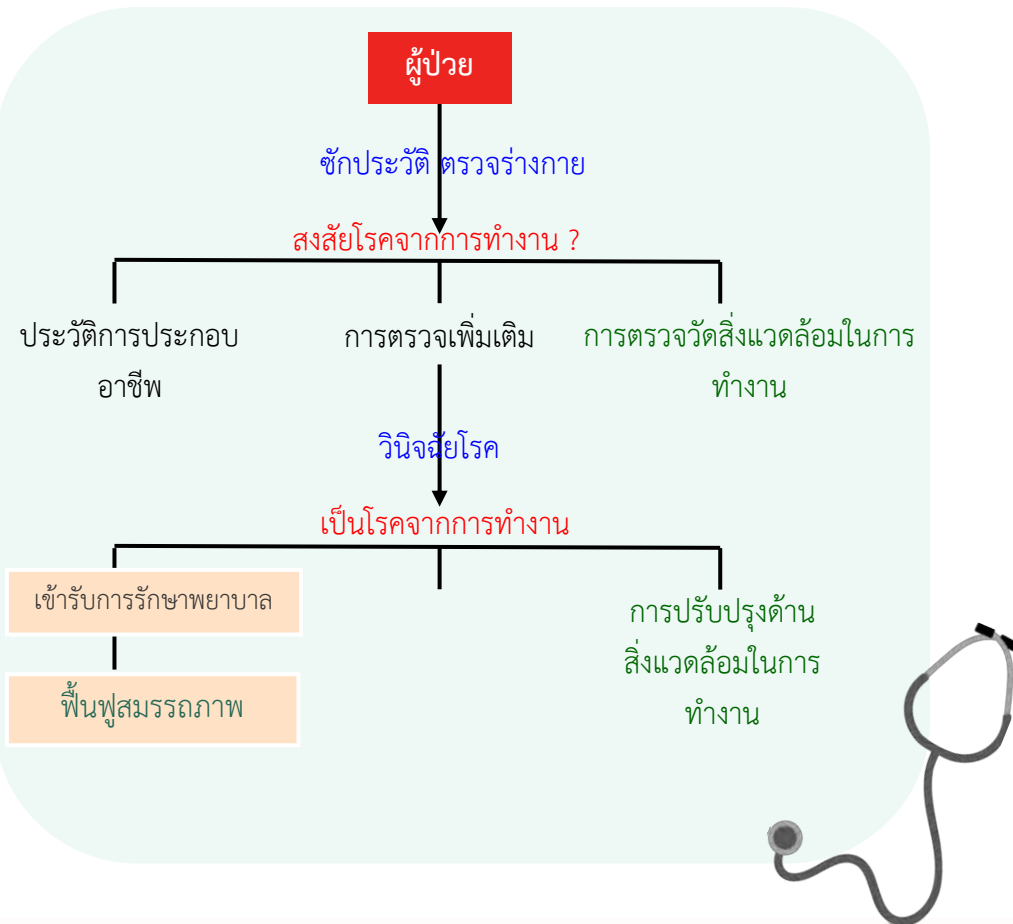 ผู้ป่วย
ซักประวัติ ตรวจร่างกาย
สงสัยโรคจากการทำงาน ?
ประวัติการประกอบ
อาชีพ
การตรวจเพิ่มเติม
การตรวจวัดสิ่งแวดล้อมในการ
ทำงาน
วินิจฉัยโรค
เป็นโรคจากการทำงาน
เข้ารับการรักษาพยาบาล
ฟื้นฟูสมรรถภาพ
การปรับปรุงด้าน
สิ่งแวดล้อมในการ
ทำงาน